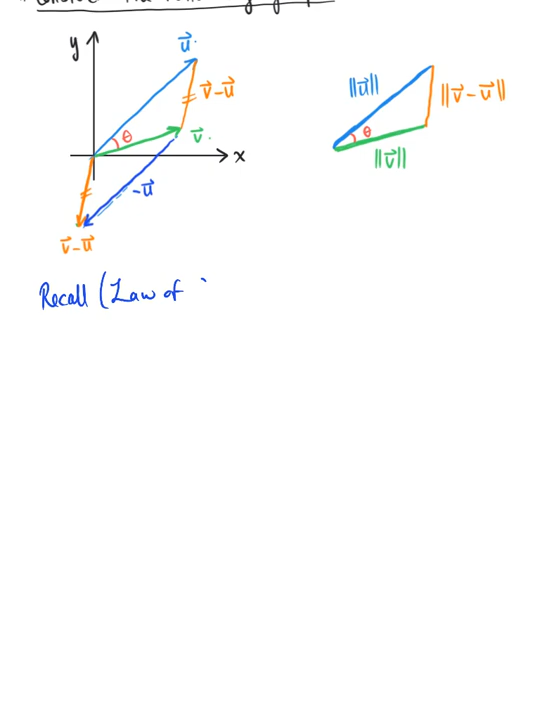 y
u⃗
v⃗-u⃗
θ
v⃗
x
-u⃗
v⃗-u⃗
||u⃗||
||v⃗-u⃗||
θ
||v⃗||
Recall (Law of